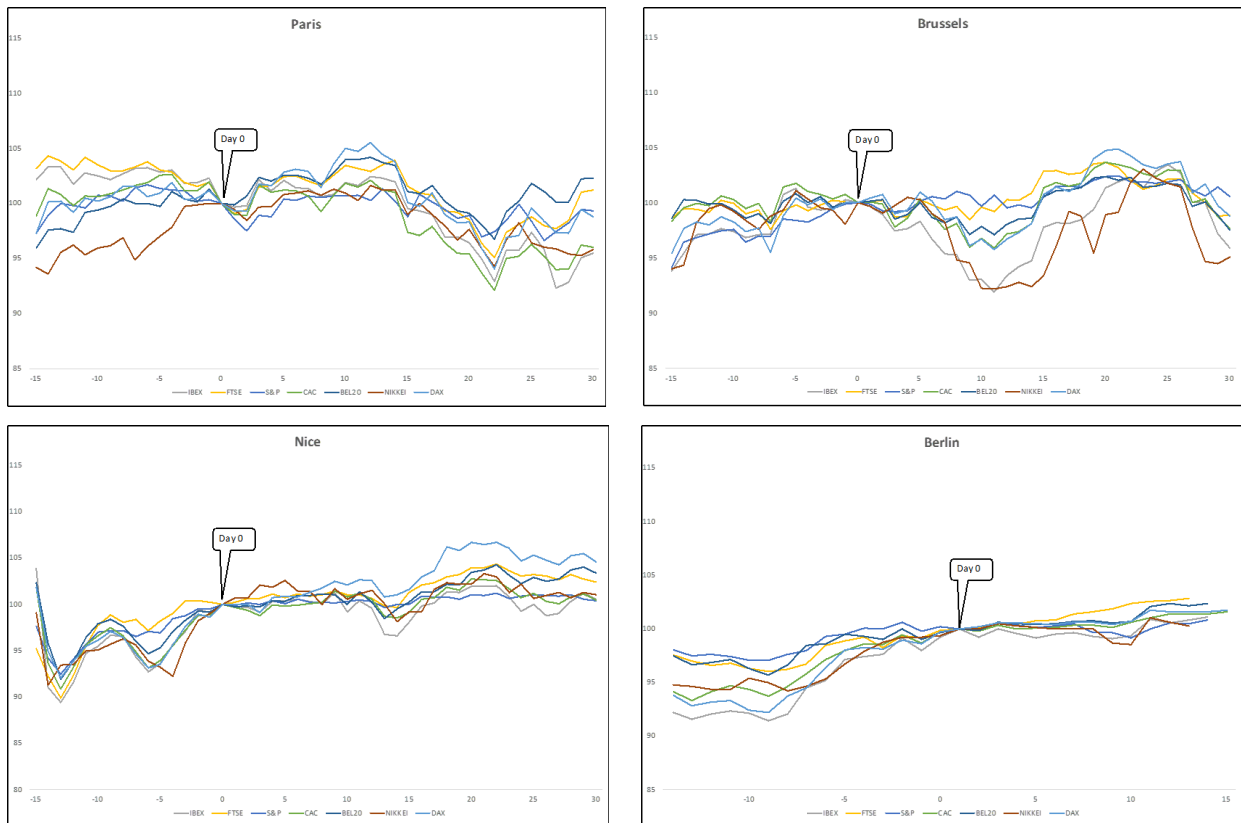 Paris
115
110
105
100
95
90
85
Day 0
-15 -10 -5 0 5 10 15 20 25 30
IBEX FTSE S&P CAC BEL20 NIKKEI DAX
Brussels
115
110
105
100
95
90
85
Day 0
-15 -10 -5 0 5 10 15 20 25 30
IBEX FTSE S&P CAC BEL20 NIKKEI DAX
Nice
115
110
105
100
95
90
85
80
Day 0
-15 -10 -5 0 5 10 15 20 25 30
IBEX FTSE S&P CAC BEL20 NIKKEI DAX
Berlin
115
110
105
100
95
90
85
Day 0
-10 -5 0 5 10 15
IBEX FTSE S&P CAC BEL20 NIKKEI DAX